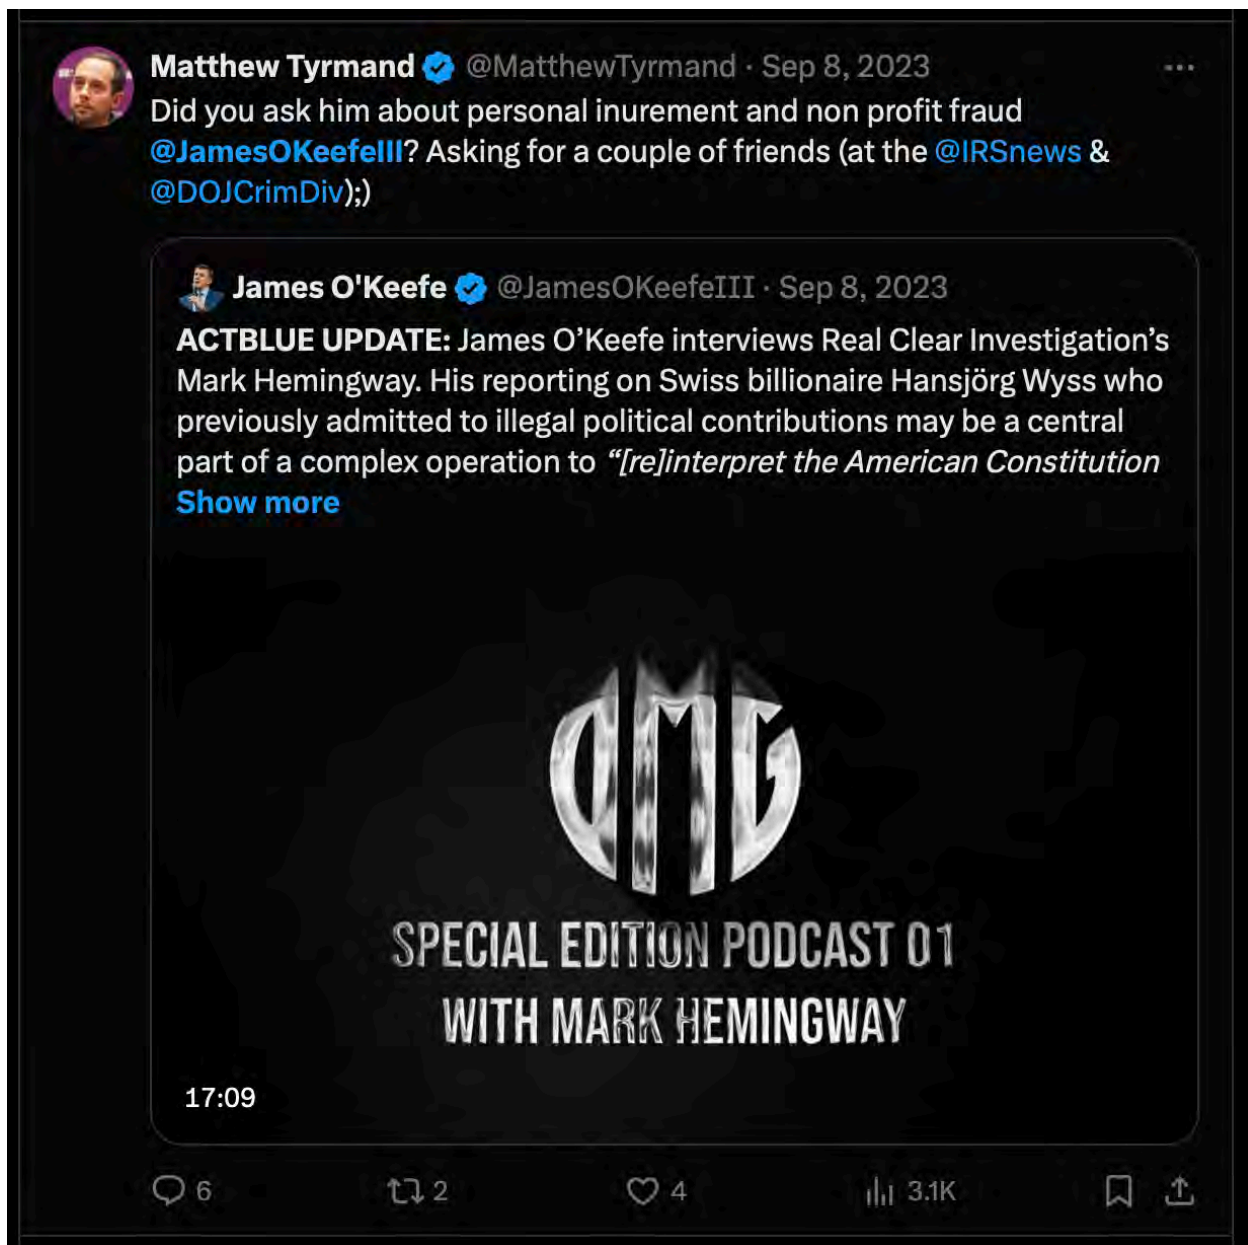 Matthew Tyrmand @MatthewTyrmand · Sep 8, 2023
Did you ask him about personal inurement and non profit fraud
@JamesOKeefeIII? Asking for a couple of friends (at the @IRSnews &
@DOJCrimDiv);)
James O'Keefe @JamesOKeefeIII · Sep 8, 2023
ACTBLUE UPDATE: James O’Keefe interviews Real Clear Investigation’s
Mark Hemingway. His reporting on Swiss billionaire Hansjörg Wyss who
previously admitted to illegal political contributions may be a central
part of a complex operation to “[re]interpret the American Constitution
Show more
OMG
SPECIAL EDITION PODCAST 01
WITH MARK HEMINGWAY
17:09
6 2 4 3.1K